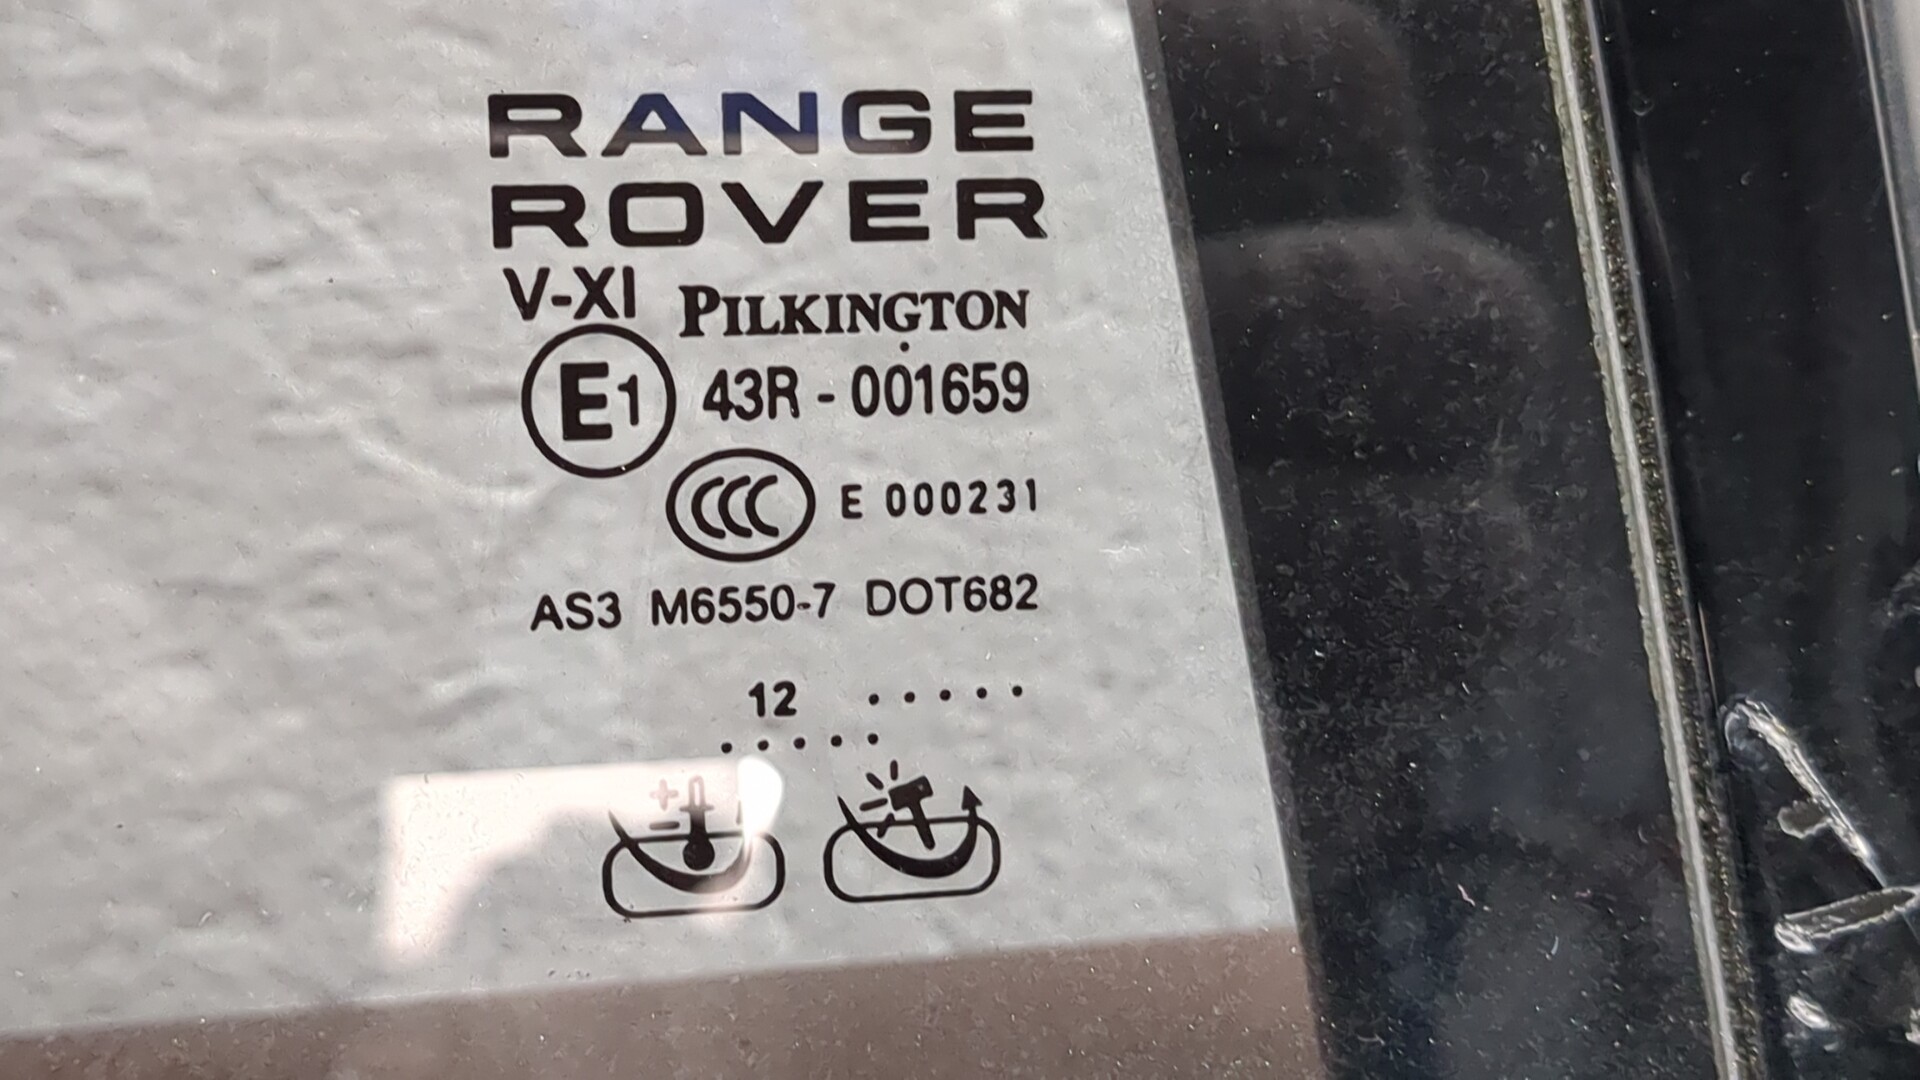 RANGE
ROVER
V-XI PILKINGTON
E1 43R - 001659
CCC E 000231
AS3 M6550-7 DOT682
12 .....
.....
+
-